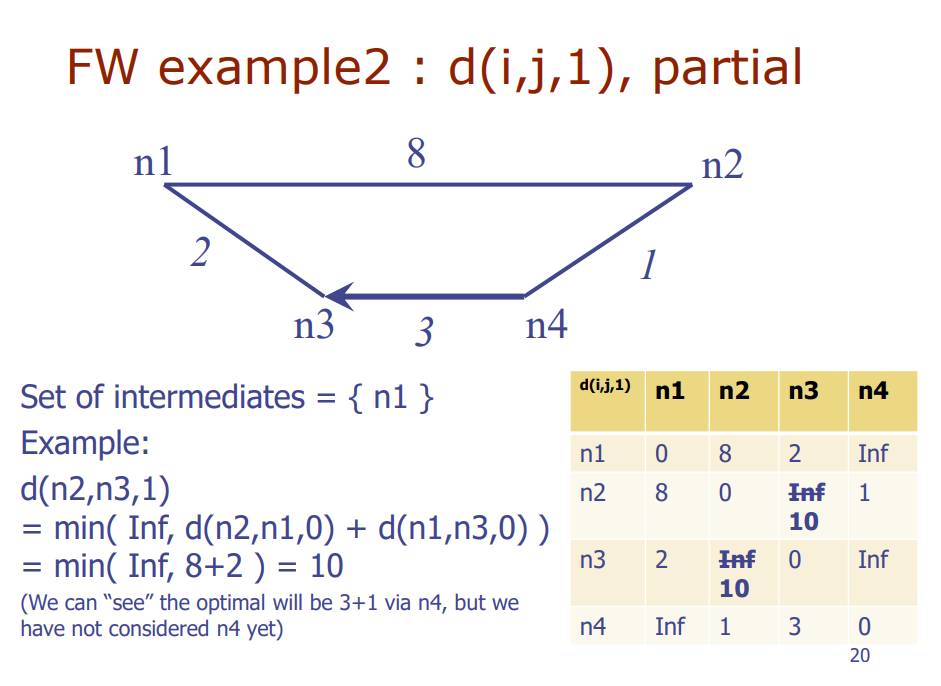 FW example2 : d(i,j,1), partial
n1
8
n2
2
1
n3
3
n4
Set of intermediates = { n1 }
Example:
d(n2,n3,1)
= min( Inf, d(n2,n1,0) + d(n1,n3,0) )
= min( Inf, 8+2 ) = 10
(We can “see” the optimal will be 3+1 via n4, but we
have not considered n4 yet)
d(i,j,1) n1 n2 n3 n4
n1 0 8 2 Inf
n2 8 0 Inf 1
10
n3 2 Inf 0 Inf
10
n4 Inf 1 3 0
20